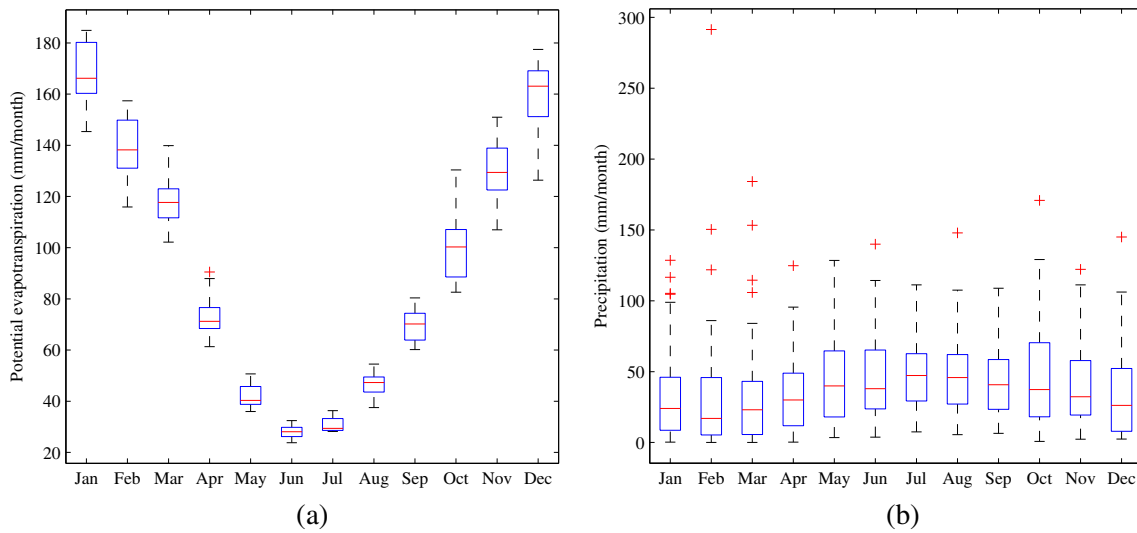 Potential evapotranspiration (mm/month)
180
160
140
120
100
80
60
40
20
Jan Feb Mar Apr May Jun Jul Aug Sep Oct Nov Dec
(a)
Precipitation (mm/month)
300
250
200
150
100
50
0
Jan Feb Mar Apr May Jun Jul Aug Sep Oct Nov Dec
(b)